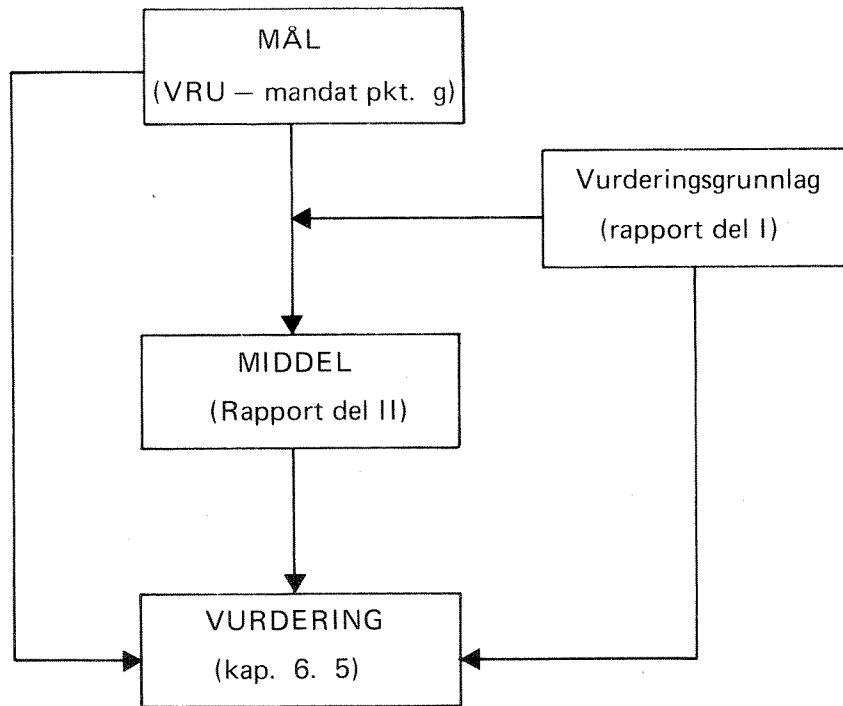 MÅL
(VRU – mandat pkt. g)
Vurderingsgrunnlag
(rapport del I)
MIDDEL
(Rapport del II)
VURDERING
(kap. 6. 5)